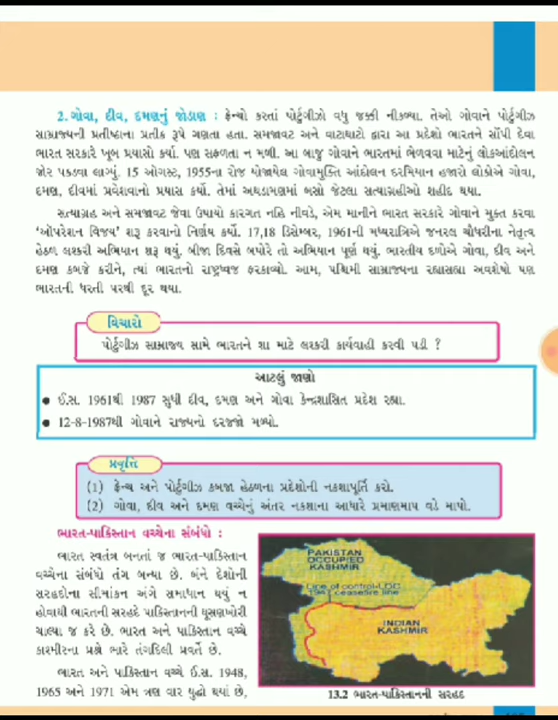 2. ગોવા, દીવ, દમણનું જોડાણ : ફ્રેન્ચો કરતાં પોર્ટુગીઝો વધુ જક્કી નીકળ્યા. તેઓ ગોવાને પોર્ટુગીઝ
સામ્રાજ્યની પ્રતીષ્ઠાના પ્રતીક રૂપે ગણતા હતા. સમજાવટ અને વાટાઘાટો દ્વારા આ પ્રદેશો ભારતને સોંપી દેવા
ભારત સરકારે ખૂબ પ્રયાસો કર્યા. પણ સફળતા ન મળી. આ બાજુ ગોવાને ભારતમાં ભેળવવા માટેનું લોકઆંદોલન
જોર પકડવા લાગ્યું. 15 ઓગસ્ટ, 1955ના રોજ યોજાયેલ ગોવામુક્તિ આંદોલન દરમિયાન હજારો લોકોએ ગોવા,
દમણ, દીવમાં પ્રવેશવાનો પ્રયાસ કર્યો. તેમાં અથડામણમાં બસો જેટલા સત્યાગ્રહીઓ શહીદ થયા.
સત્યાગ્રહ અને સમજાવટ જેવા ઉપાયો કારગત નહિ નીવડે, એમ માનીને ભારત સરકારે ગોવાને મુક્ત કરવા
'ઓપરેશન વિજય' શરૂ કરવાનો નિર્ણય કર્યો. 17,18 ડિસેમ્બર, 1961ની મધ્યરાત્રિએ જનરલ ચૌધરીના નેતૃત્વ
હેઠળ લશ્કરી અભિયાન શરૂ થયું. બીજા દિવસે બપોરે તો અભિયાન પૂર્ણ થયું. ભારતીય દળોએ ગોવા, દીવ અને
દમણ કબજે કરીને, ત્યાં ભારતનો રાષ્ટ્રધ્વજ ફરકાવ્યો. આમ, પશ્ચિમી સામ્રાજ્યના રહ્યાસહ્યા અવશેષો પણ
ભારતની ધરતી પરથી દૂર થયા.
વિચારો
પોર્ટુગીઝ સામ્રાજ્ય સામે ભારતને શા માટે લશ્કરી કાર્યવાહી કરવી પડી ?
આટલું જાણો
● ઈ.સ. 1961થી 1987 સુધી દીવ, દમણ અને ગોવા કેન્દ્રશાસિત પ્રદેશ રહ્યા.
● 12-8-1987થી ગોવાને રાજ્યનો દરજ્જો મળ્યો.
પ્રવૃત્તિ
(1) ફ્રેન્ચ અને પોર્ટુગીઝ કબજા હેઠળના પ્રદેશોની નકશાપૂર્તિ કરો.
(2) ગોવા, દીવ અને દમણ વચ્ચેનું અંતર નકશાના આધારે પ્રમાણમાપ વડે માપો.
ભારત-પાકિસ્તાન વચ્ચેના સંબંધો :
ભારત સ્વતંત્ર બનતાં જ ભારત-પાકિસ્તાન
વચ્ચેના સંબંધો તંગ બન્યા છે. બંને દેશોની
સરહદોના સીમાંકન અંગે સમાધાન થયું ન
હોવાથી ભારતની સરહદે પાકિસ્તાનની ઘૂસણખોરી
ચાલ્યા જ કરે છે. ભારત અને પાકિસ્તાન વચ્ચે
કાશ્મીરના પ્રશ્ને ભારે તંગદિલી પ્રવર્તે છે.
ભારત અને પાકિસ્તાન વચ્ચે ઈ.સ. 1948,
1965 અને 1971 એમ ત્રણ વાર યુદ્ધો થયાં છે,
PAKISTAN
OCCUPIED
KASHMIR
Line of control-LOC
1947 ceasefire line
INDIAN
KASHMIR
13.2 ભારત-પાકિસ્તાનની સરહદ